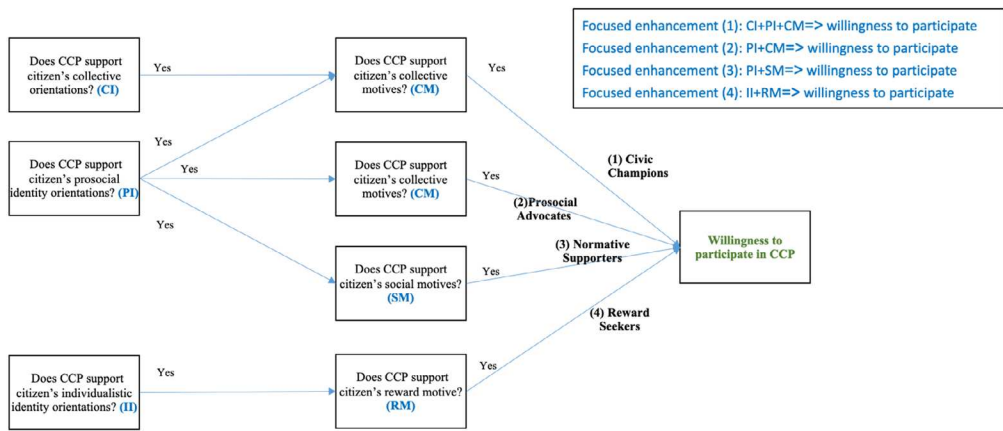 Focused enhancement (1): CI+PI+CM=> willingness to participate
Focused enhancement (2): PI+CM=> willingness to participate
Focused enhancement (3): PI+SM=> willingness to participate
Focused enhancement (4): II+RM=> willingness to participate
Does CCP support
citizen's collective
orientations? (CI)
Yes
Does CCP support
citizen's collective
motives? (CM)
Yes
Yes
Does CCP support
citizen's prosocial
identity orientations? (PI)
Yes
Yes
Does CCP support
citizen's collective
motives? (CM)
Yes
(1) Civic
Champions
(2)Prosocial
Advocates
(3) Normative
Supporters
Willingness to
participate in CCP
Does CCP support
citizen's social motives?
(SM)
Yes
(4) Reward
Seekers
Does CCP support
citizen's individualistic
identity orientations? (II)
Yes
Does CCP support
citizen's reward motive?
(RM)
Yes